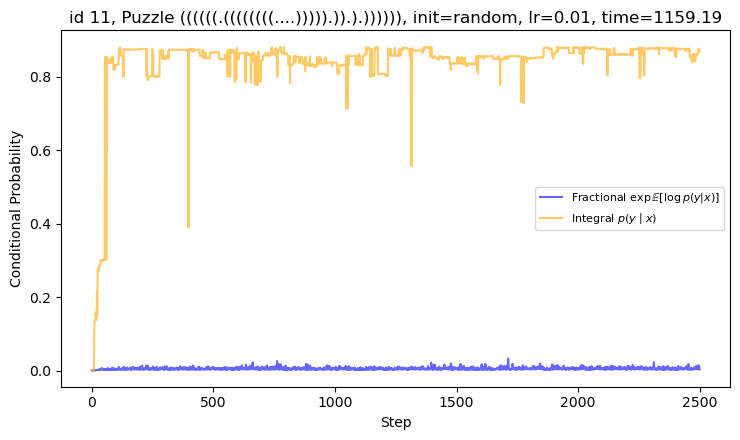 id 11, Puzzle ((((((.((((((((....))))).)).).)))))), init=random, lr=0.01, time=1159.19
Conditional Probability
0.8
0.6
0.4
0.2
0.0
Fractional exp𝔼[log p(y|x)]
Integral p(y | x)
0 500 1000 1500 2000 2500
Step